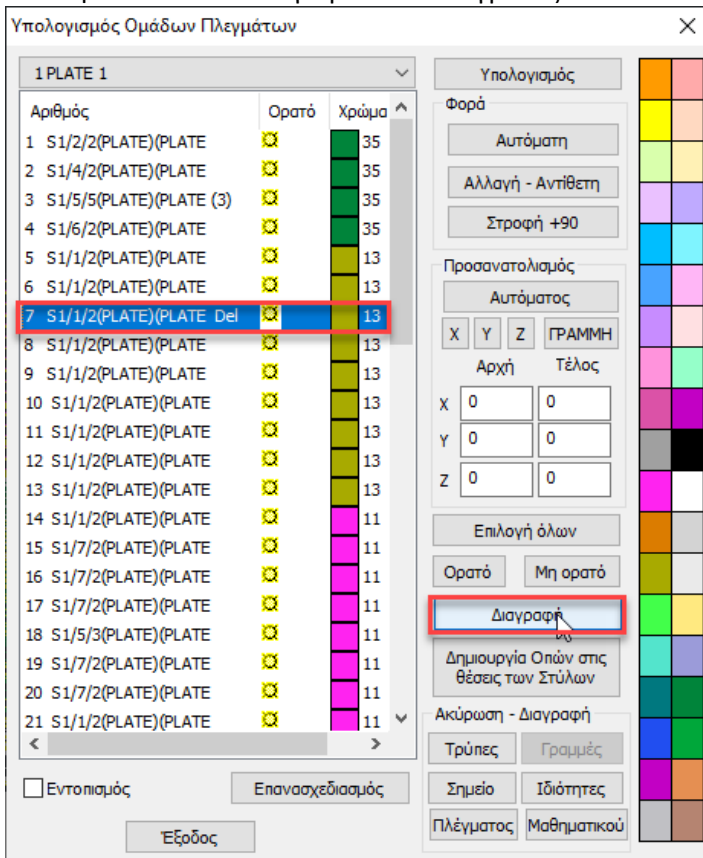 Υπολογισμός Ομάδων Πλεγμάτων
1 PLATE 1
Αριθμός Ορατό Χρώμα
1 S1/2/2(PLATE)(PLATE 35
2 S1/4/2(PLATE)(PLATE 35
3 S1/5/5(PLATE)(PLATE (3) 35
4 S1/6/2(PLATE)(PLATE 35
5 S1/1/2(PLATE)(PLATE 13
6 S1/1/2(PLATE)(PLATE 13
7 S1/1/2(PLATE)(PLATE Del 13
8 S1/1/2(PLATE)(PLATE 13
9 S1/1/2(PLATE)(PLATE 13
10 S1/1/2(PLATE)(PLATE 13
11 S1/1/2(PLATE)(PLATE 13
12 S1/1/2(PLATE)(PLATE 13
13 S1/1/2(PLATE)(PLATE 13
14 S1/1/2(PLATE)(PLATE 11
15 S1/7/2(PLATE)(PLATE 11
16 S1/7/2(PLATE)(PLATE 11
17 S1/7/2(PLATE)(PLATE 11
18 S1/5/3(PLATE)(PLATE 11
19 S1/7/2(PLATE)(PLATE 11
20 S1/7/2(PLATE)(PLATE 11
21 S1/1/2(PLATE)(PLATE 11
Εντοπισμός Επανασχεδιασμός
Έξοδος
Υπολογισμός
Φορά
Αυτόματη
Αλλαγή - Αντίθετη
Στροφή +90
Προσανατολισμός
Αυτόματος
X Y Z ΓΡΑΜΜΗ
Αρχή Τέλος
X 0 0
Y 0 0
Z 0 0
Επιλογή όλων
Ορατό Μη ορατό
Διαγραφή
Δημιουργία Οπών στις
θέσεις των Στύλων
Ακύρωση - Διαγραφή
Τρύπες Γραμμές
Σημείο Ιδιότητες
Πλέγματος Μαθηματικού